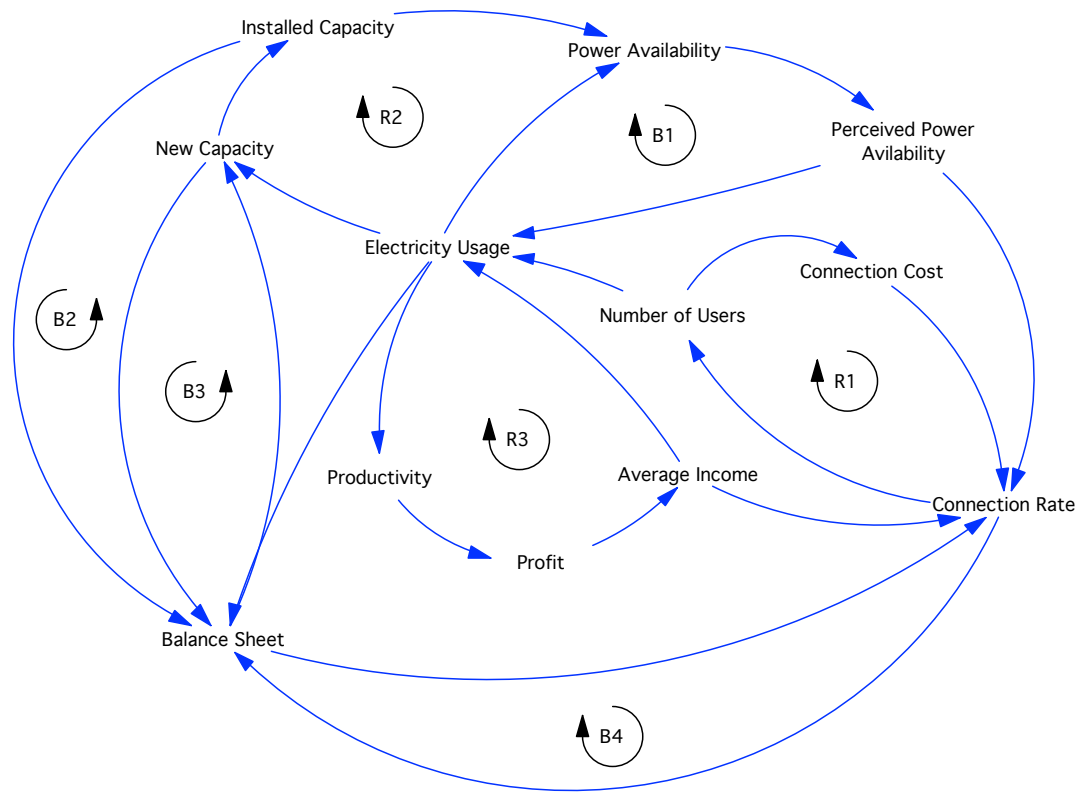 Installed Capacity
Power Availability
R2
B1
Perceived Power
Avilability
New Capacity
Electricity Usage
Connection Cost
Number of Users
B2
B3
R1
R3
Productivity
Average Income
Connection Rate
Profit
Balance Sheet
B4